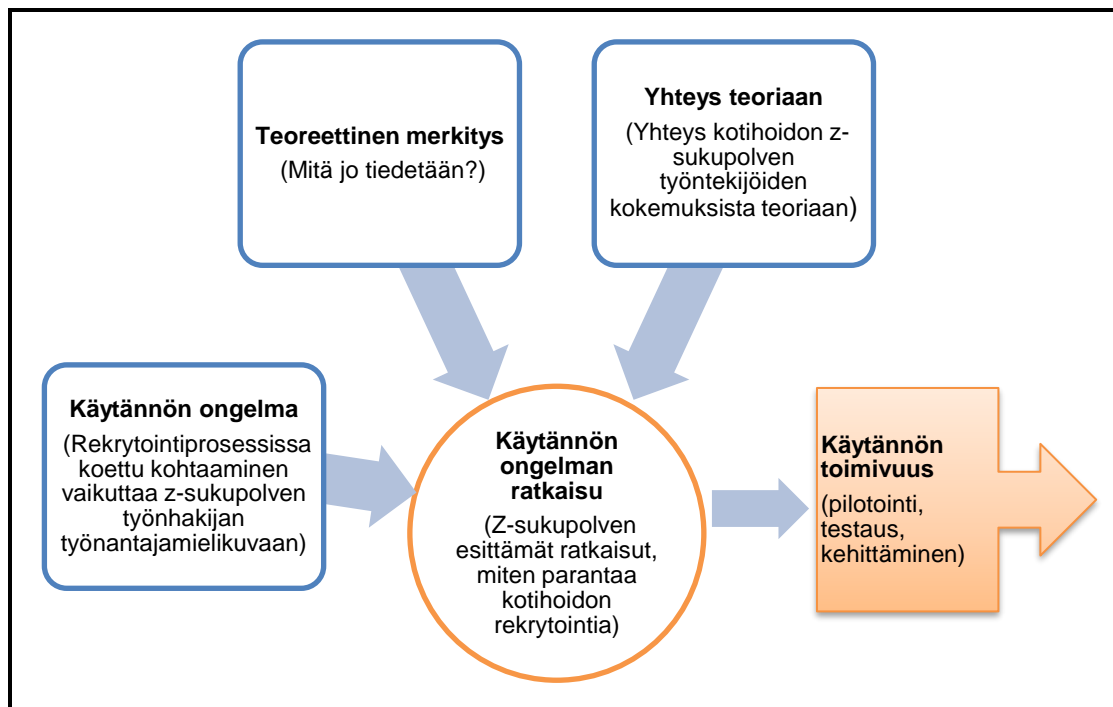 Teoreettinen merkitys
(Mitä jo tiedetään?)
Yhteys teoriaan
(Yhteys kotihoidon z-
sukupolven
työntekijöiden
kokemuksista teoriaan)
Käytännön ongelma
(Rekrytointiprosessissa
koettu kohtaaminen
vaikuttaa z-sukupolven
työnhakijan
työnantajamielikuvaan)
Käytännön
ongelman
ratkaisu
(Z-sukupolven
esittämät ratkaisut,
miten parantaa
kotihoidon
rekrytointia)
Käytännön
toimivuus
(pilotointi,
testaus,
kehittäminen)